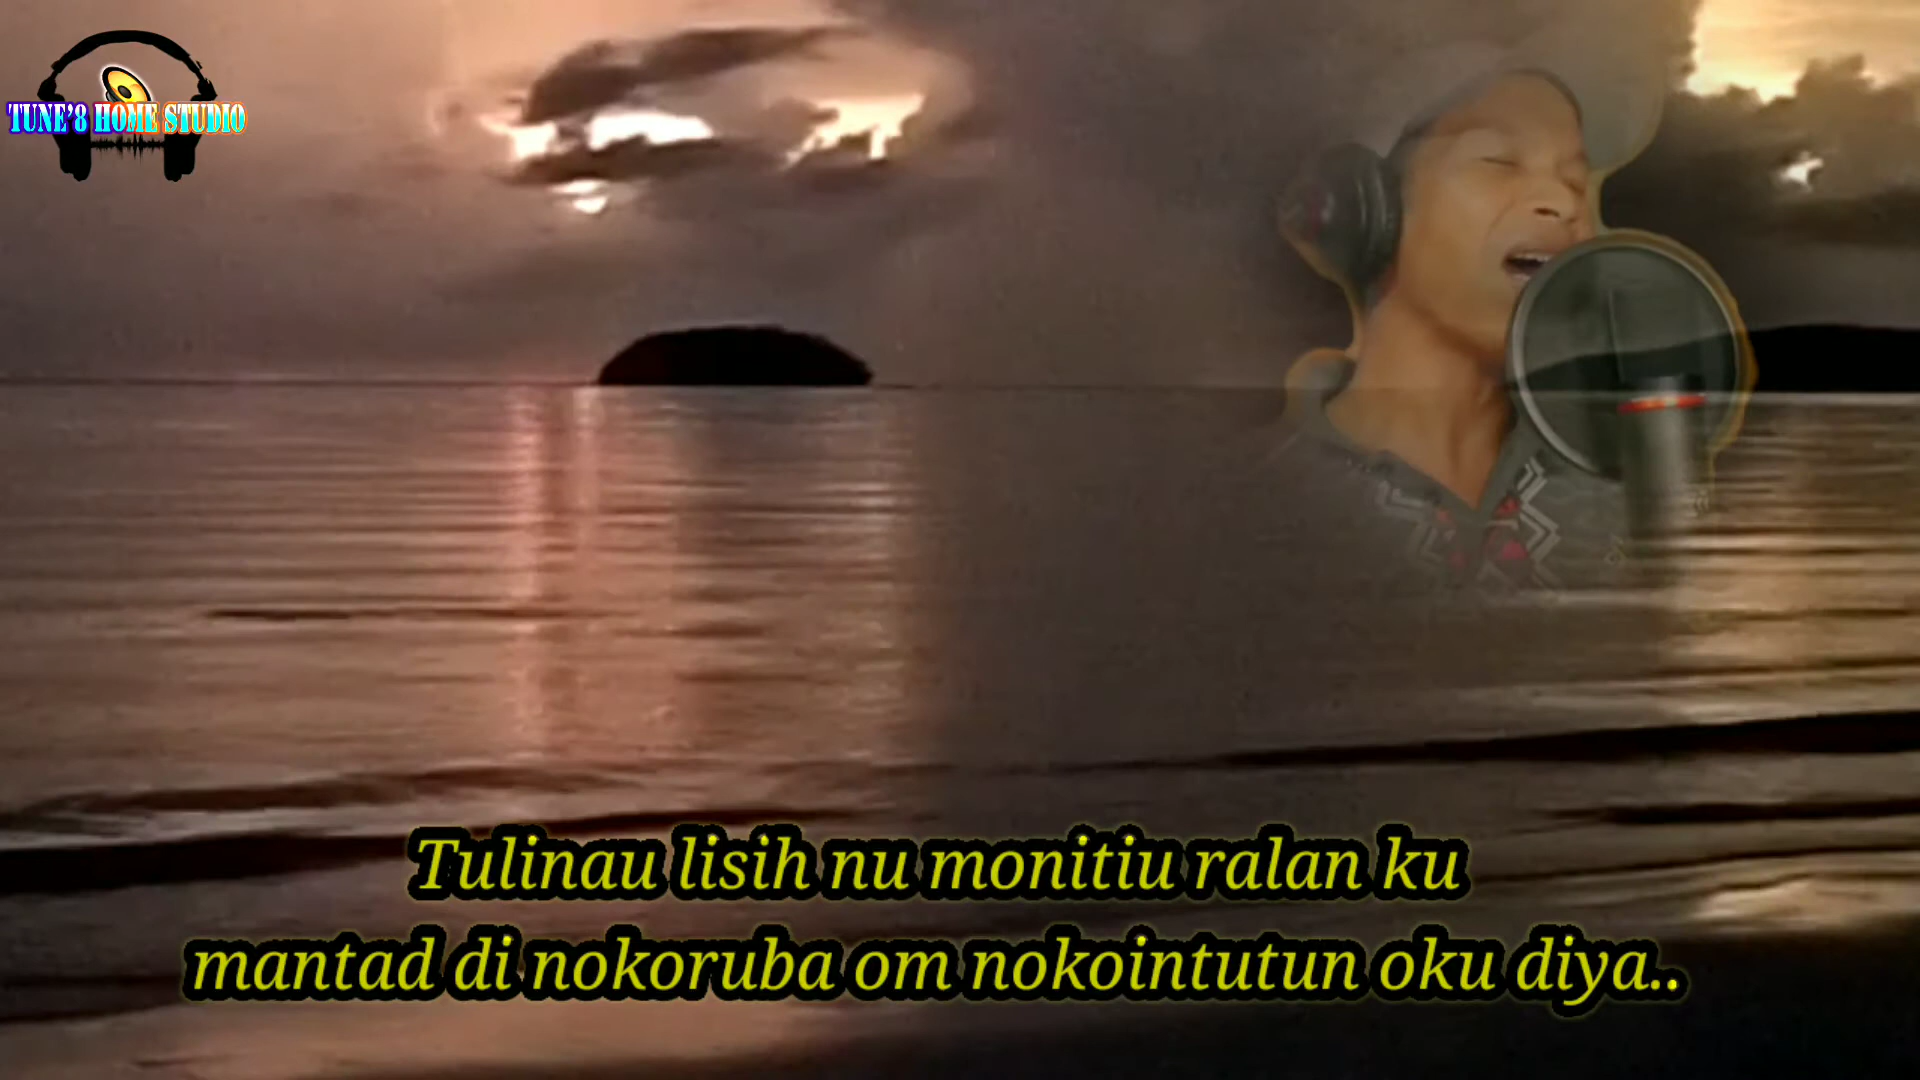 TUNE'8 HOME STUDIO
Tulinau lisih nu monitiu ralan ku
mantad di nokoruba om nokointutun oku diya..